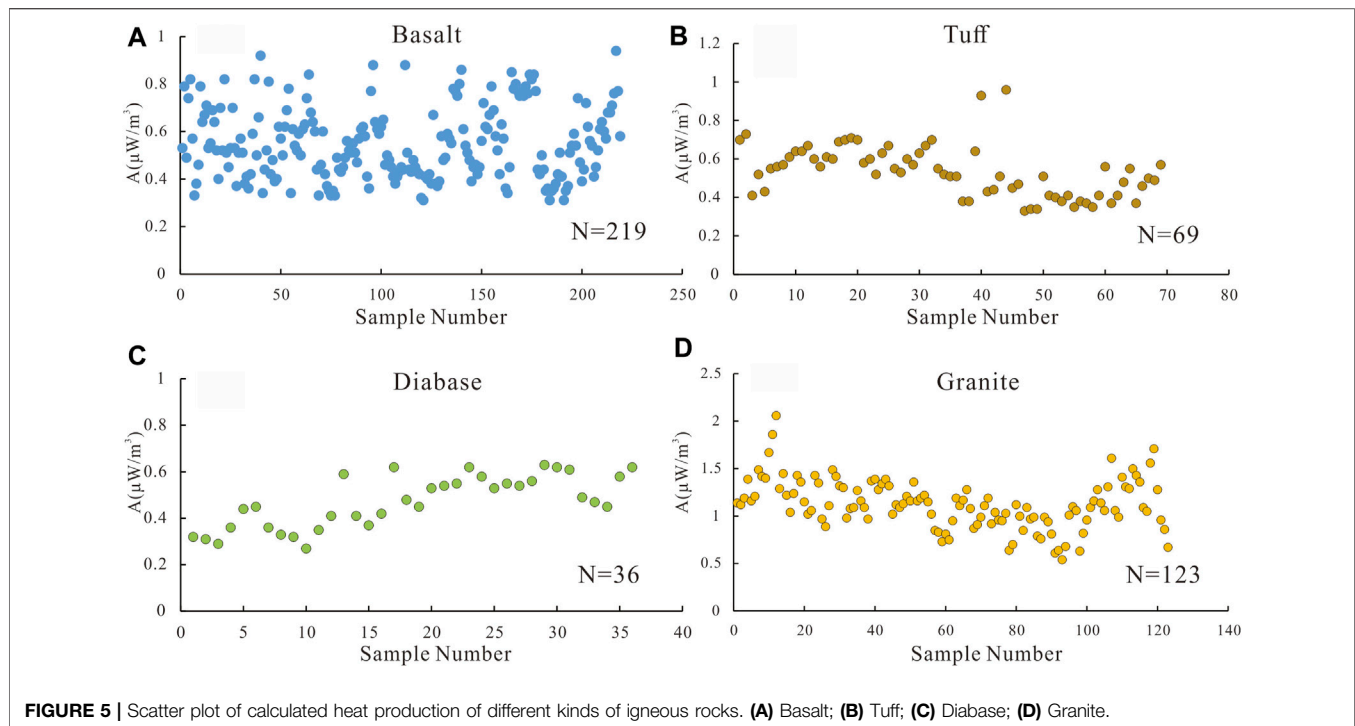 A
Basalt
A(μW/m³)
1
0.8
0.6
0.4
0.2
0
0 50 100 150 200 250
N=219
Sample Number
B
Tuff
A(μW/m³)
1.2
1
0.8
0.6
0.4
0.2
0
0 10 20 30 40 50 60 70 80
N=69
Sample Number
C
Diabase
A(μW/m³)
1
0.8
0.6
0.4
0.2
0
0 5 10 15 20 25 30 35 40
N=36
Sample Number
D
Granite
A(μW/m³)
2.5
2
1.5
1
0.5
0
0 20 40 60 80 100 120 140
N=123
Sample Number
FIGURE 5 | Scatter plot of calculated heat production of different kinds of igneous rocks. (A) Basalt; (B) Tuff; (C) Diabase; (D) Granite.